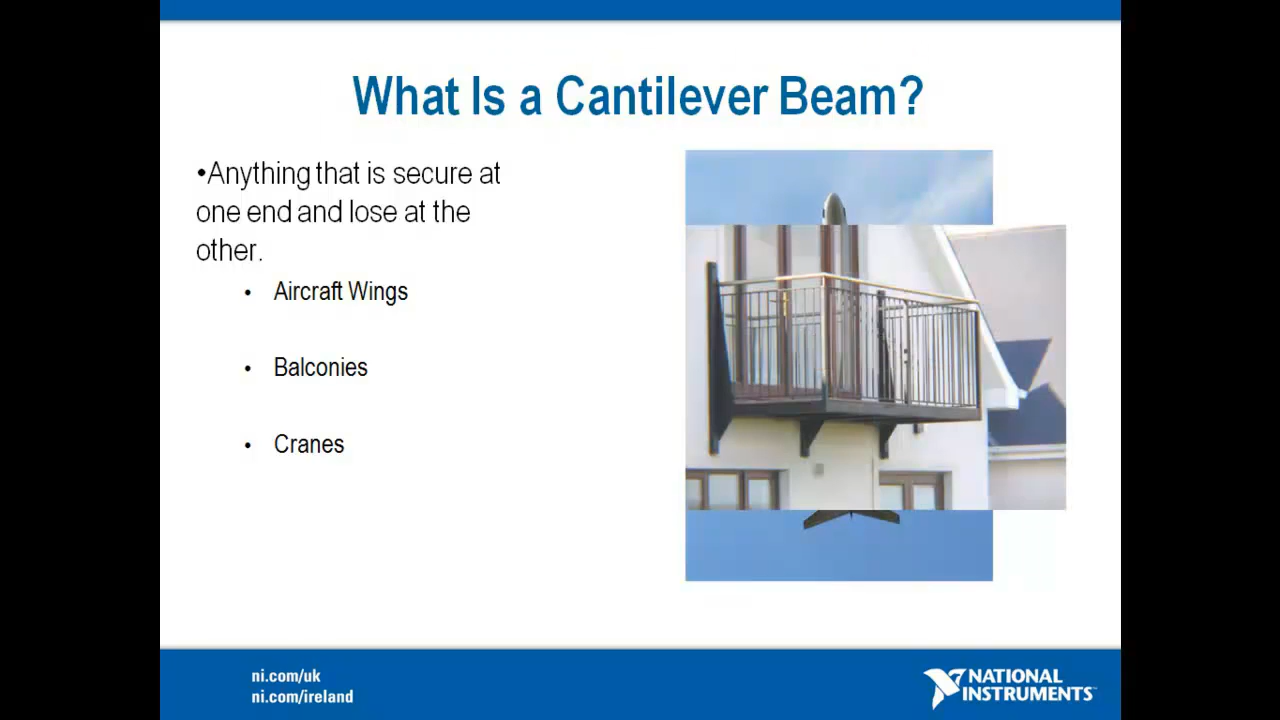 What Is a Cantilever Beam?
•Anything that is secure at
one end and lose at the
other.
• Aircraft Wings
• Balconies
• Cranes
ni.com/uk
ni.com/ireland
NATIONAL
INSTRUMENTS™